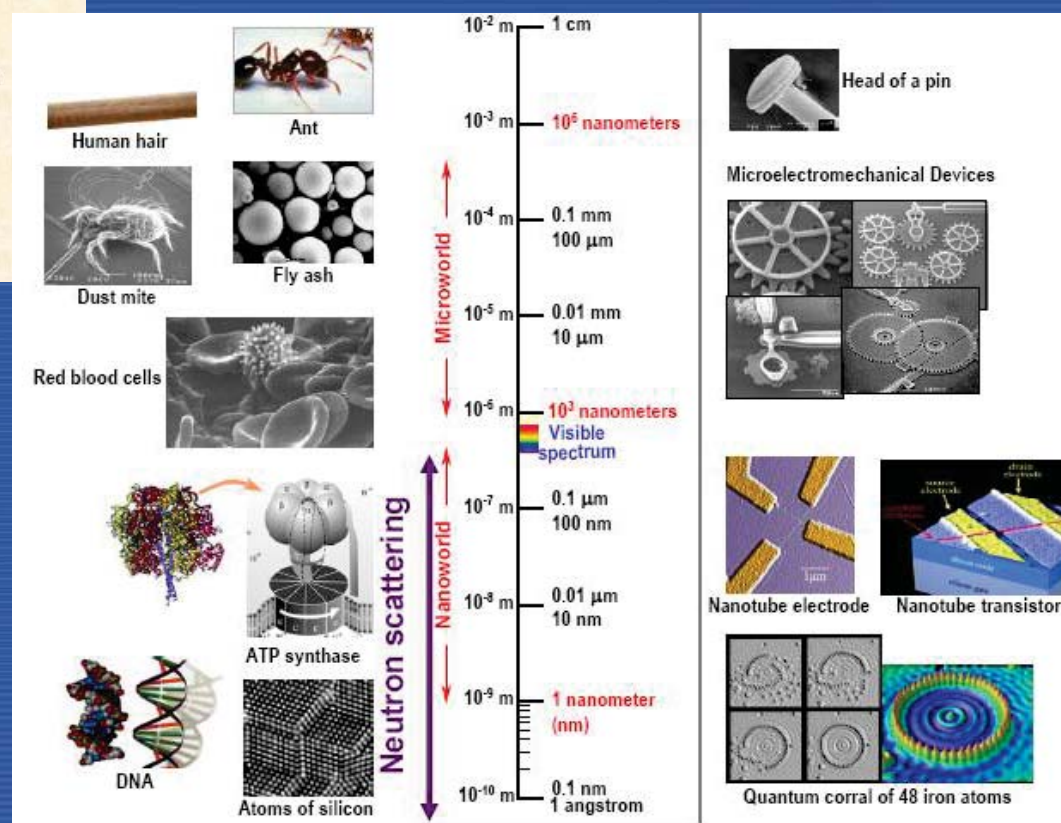 10⁻² m
1 cm
Head of a pin
Ant
Human hair
10⁻³ m
10⁶ nanometers
Microelectromechanical Devices
10⁻⁴ m
0.1 mm
100 µm
Microworld
Fly ash
Dust mite
10⁻⁵ m
0.01 mm
10 µm
Red blood cells
10⁻⁶ m
10³ nanometers
Visible
spectrum
Neutron scattering
Nanoworld
10⁻⁷ m
0.1 µm
100 nm
source
electrode
drain
electrode
1µm
Nanotube electrode
Nanotube transistor
10⁻⁸ m
0.01 µm
10 nm
ATP synthase
10⁻⁹ m
1 nanometer
(nm)
DNA
Atoms of silicon
10⁻¹⁰ m
0.1 nm
1 angstrom
Quantum corral of 48 iron atoms